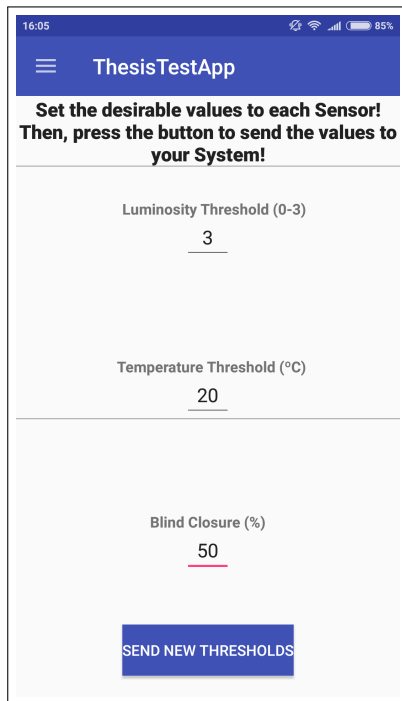 16:05 85%
ThesisTestApp
Set the desirable values to each Sensor!
Then, press the button to send the values to
your System!
Luminosity Threshold (0-3)
3
Temperature Threshold (ºC)
20
Blind Closure (%)
50
SEND NEW THRESHOLDS